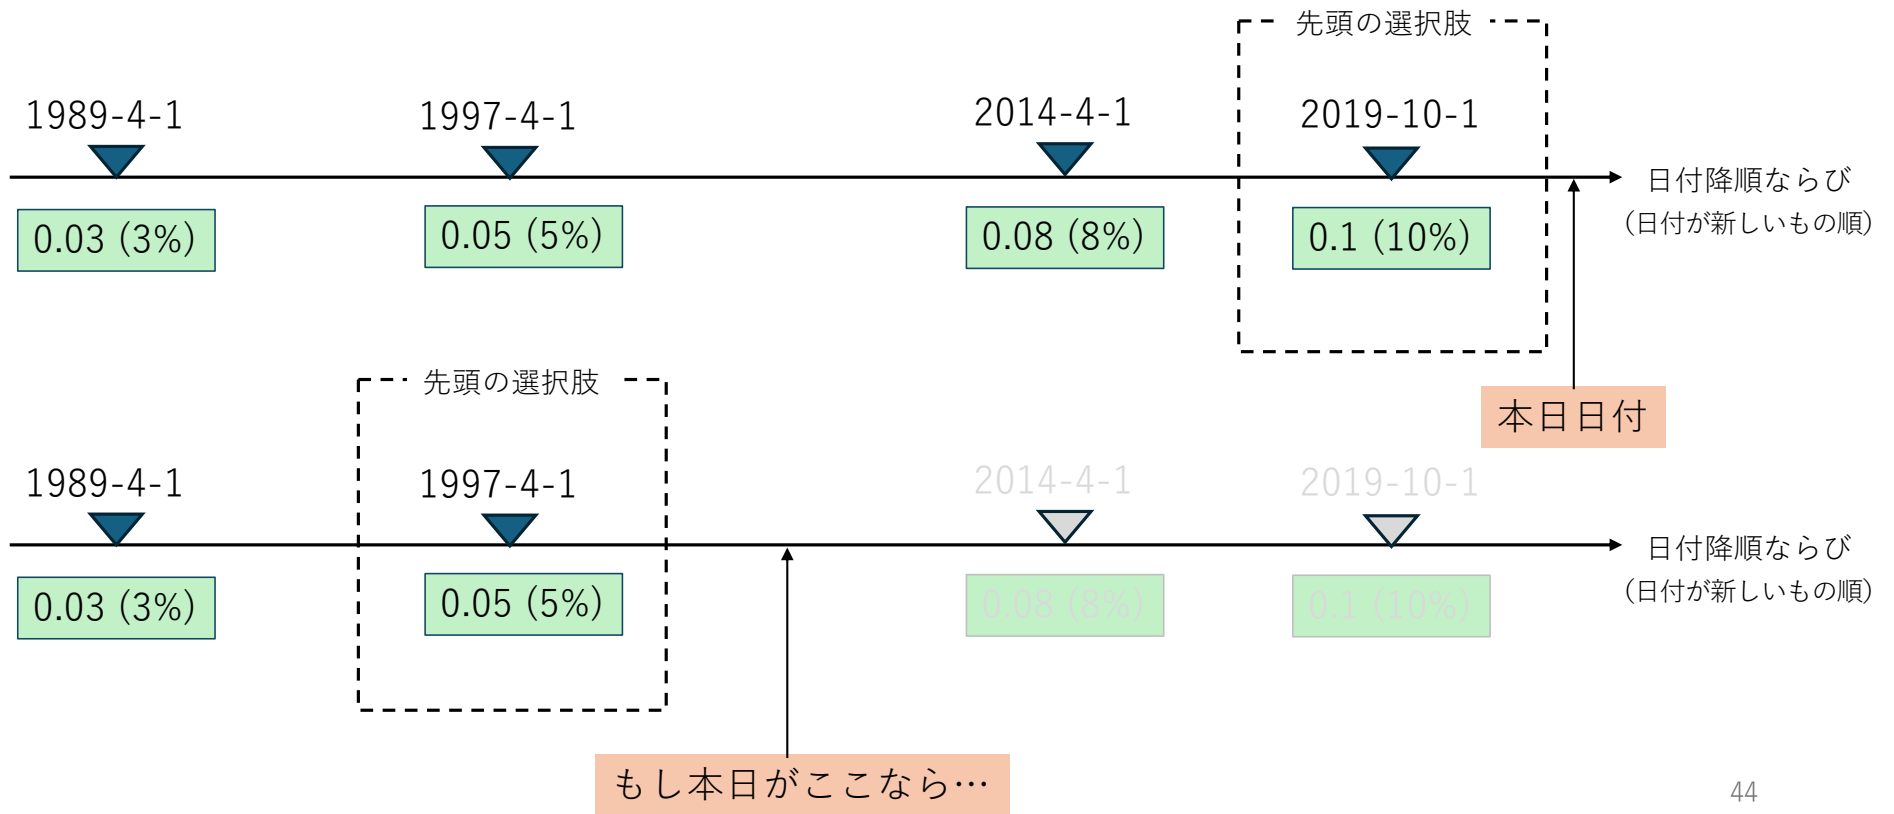 先頭の選択肢
1989-4-1
1997-4-1
2014-4-1
2019-10-1
日付降順ならび
(日付が新しいもの順)
0.03 (3%)
0.05 (5%)
0.08 (8%)
0.1 (10%)
本日日付
先頭の選択肢
1989-4-1
1997-4-1
2014-4-1
2019-10-1
日付降順ならび
(日付が新しいもの順)
0.03 (3%)
0.05 (5%)
0.08 (8%)
0.1 (10%)
もし本日がここなら…
44